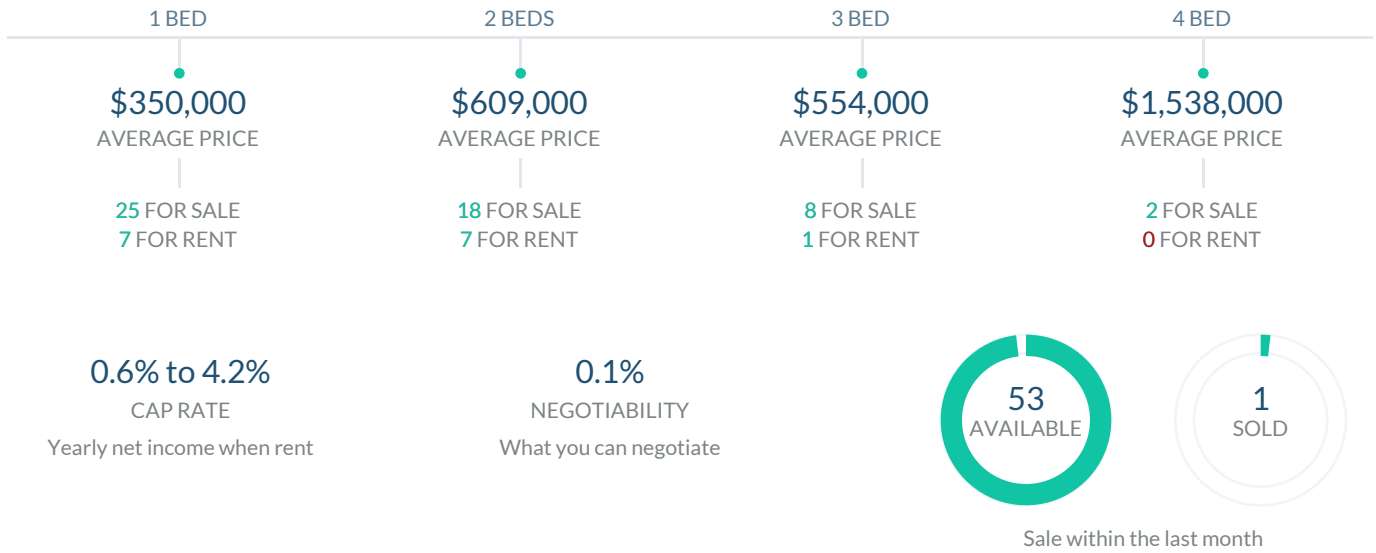 1 BED
2 BEDS
3 BED
4 BED
$350,000
AVERAGE PRICE
25 FOR SALE
7 FOR RENT
$609,000
AVERAGE PRICE
18 FOR SALE
7 FOR RENT
$554,000
AVERAGE PRICE
8 FOR SALE
1 FOR RENT
$1,538,000
AVERAGE PRICE
2 FOR SALE
0 FOR RENT
0.6% to 4.2%
CAP RATE
Yearly net income when rent
0.1%
NEGOTIABILITY
What you can negotiate
53
AVAILABLE
1
SOLD
Sale within the last month